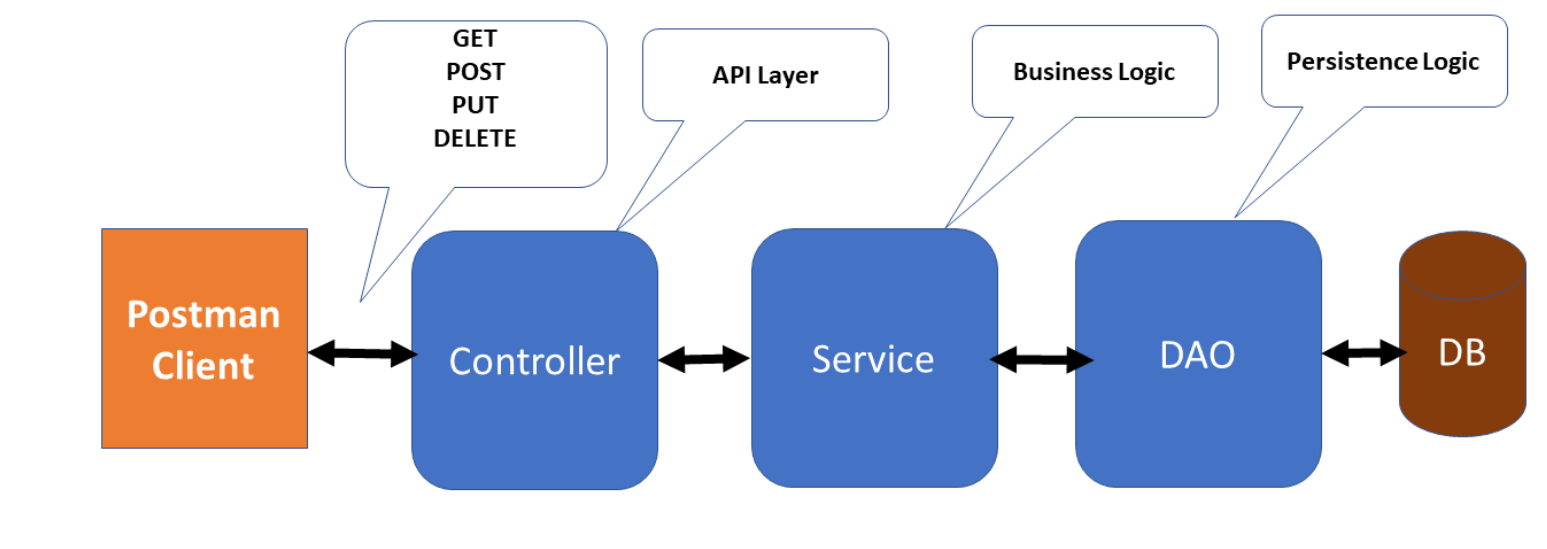 GET
POST
PUT
DELETE
API Layer
Business Logic
Persistence Logic
Postman
Client
Controller
Service
DAO
DB